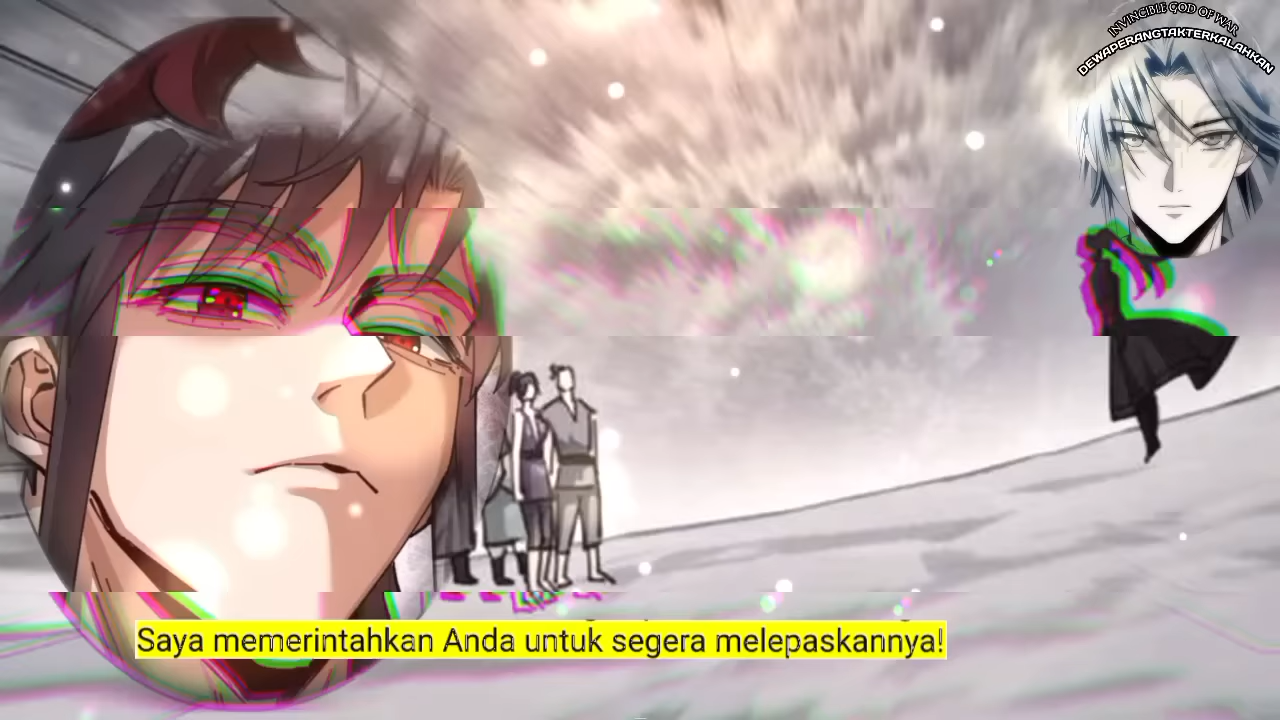 INVINCIBLE GOD OF WAR
DEWAPERANGTAKTERKALAHKAN
Saya memerintahkan Anda untuk segera melepaskannya!